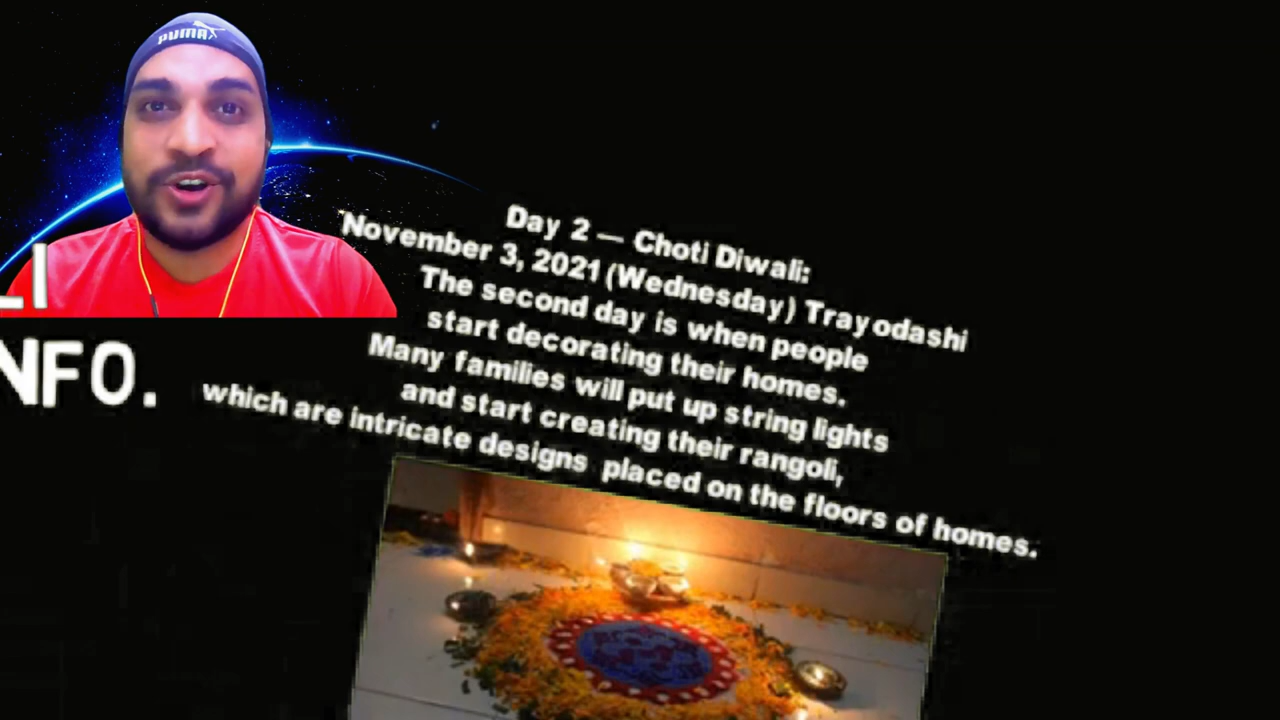 PUMA
LI
NFO.
Day 2 — Choti Diwali:
November 3, 2021 (Wednesday) Trayodashi
The second day is when people
start decorating their homes.
Many families will put up string lights
and start creating their rangoli,
which are intricate designs placed on the floors of homes.